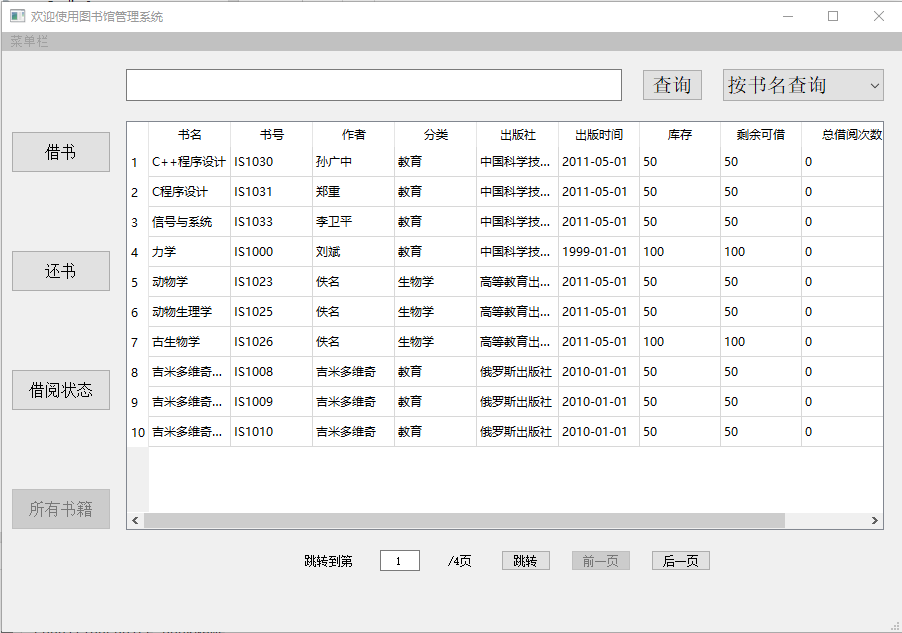 欢迎使用图书馆管理系统
菜单栏
查询 按书名查询
借书
还书
借阅状态
所有书籍
书名 书号 作者 分类 出版社 出版时间 库存 剩余可借 总借阅次数
1 C++程序设计 IS1030 孙广中 教育 中国科学技... 2011-05-01 50 50 0
2 C程序设计 IS1031 郑重 教育 中国科学技... 2011-05-01 50 50 0
3 信号与系统 IS1033 李卫平 教育 中国科学技... 2011-05-01 50 50 0
4 力学 IS1000 刘斌 教育 中国科学技... 1999-01-01 100 100 0
5 动物学 IS1023 佚名 生物学 高等教育出... 2011-05-01 50 50 0
6 动物生理学 IS1025 佚名 生物学 高等教育出... 2011-05-01 50 50 0
7 古生物学 IS1026 佚名 生物学 高等教育出... 2011-05-01 100 100 0
8 吉米多维奇... IS1008 吉米多维奇 教育 俄罗斯出版社 2010-01-01 50 50 0
9 吉米多维奇... IS1009 吉米多维奇 教育 俄罗斯出版社 2010-01-01 50 50 0
10 吉米多维奇... IS1010 吉米多维奇 教育 俄罗斯出版社 2010-01-01 50 50 0
跳转到第 1 /4页 跳转 前一页 后一页